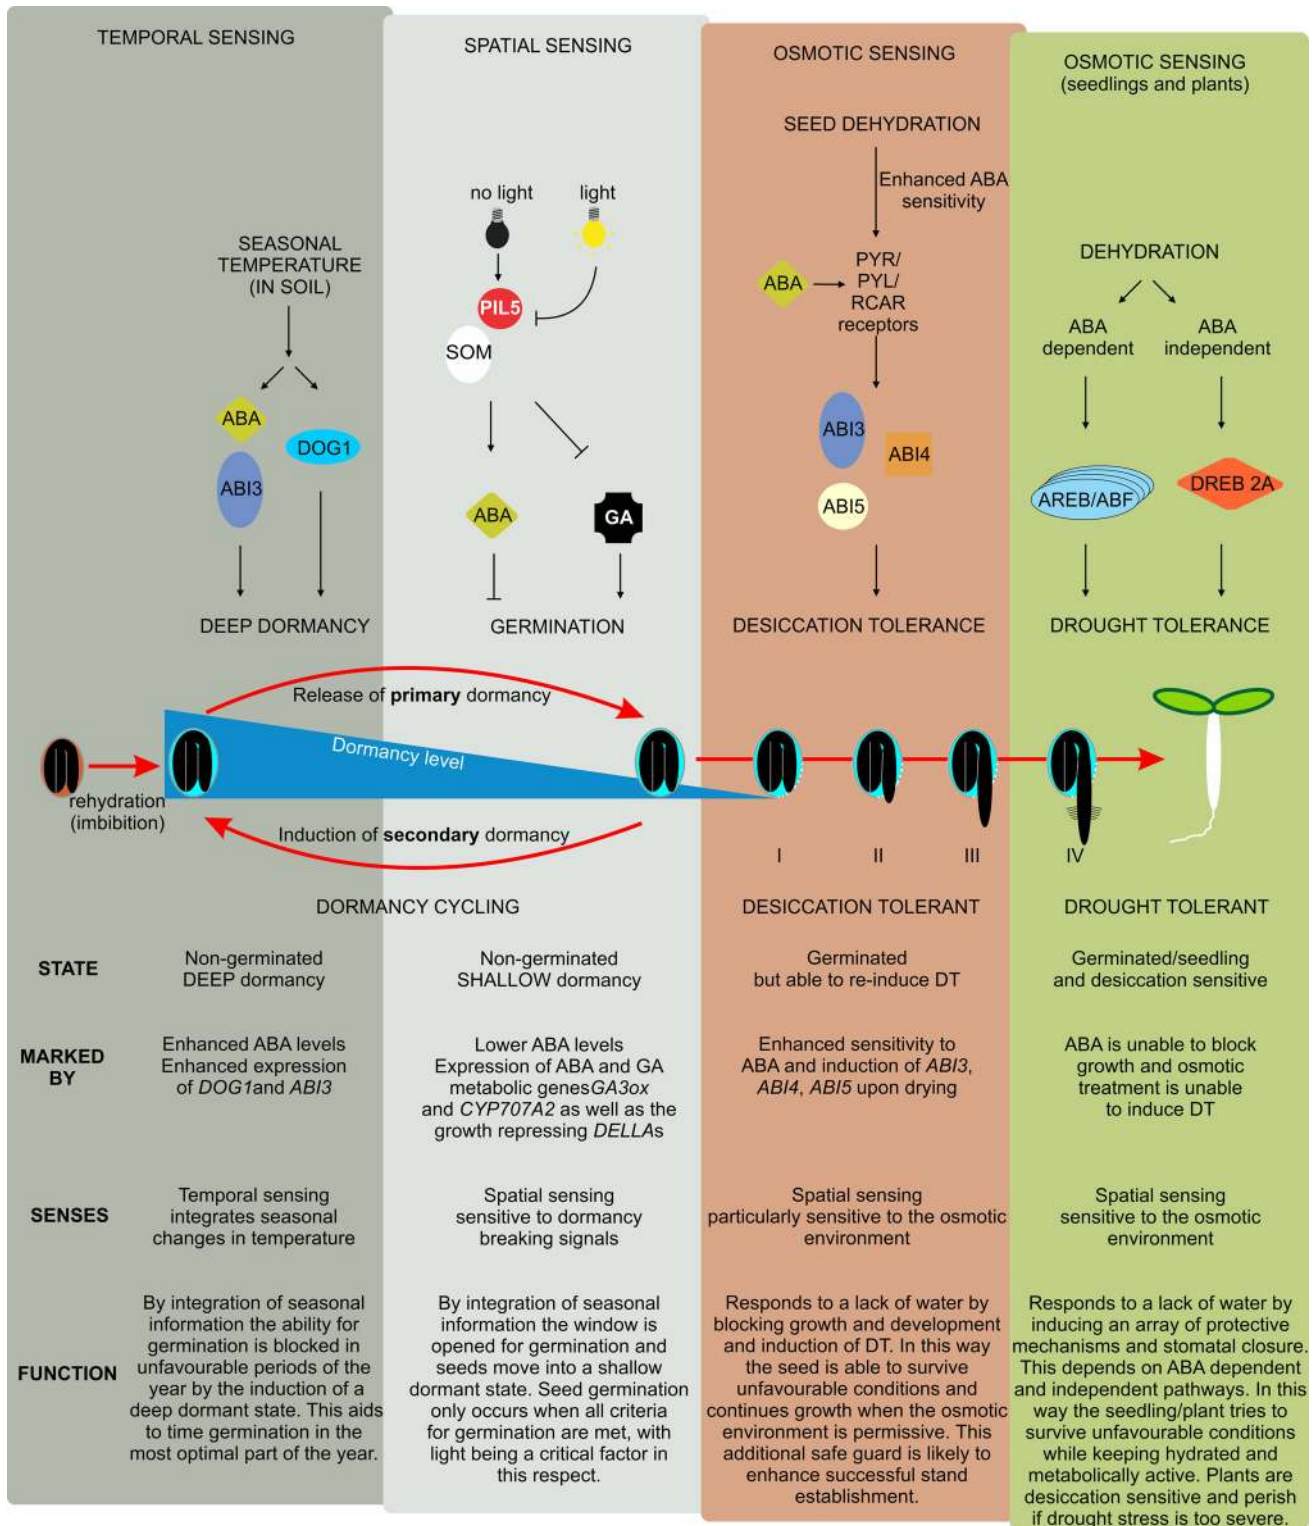 TEMPORAL SENSING
SEASONAL
TEMPERATURE
(IN SOIL)
ABA
DOG1
ABI3
DEEP DORMANCY
SPATIAL SENSING
no light
light
PIL5
SOM
ABA
GA
GERMINATION
OSMOTIC SENSING
SEED DEHYDRATION
Enhanced ABA
sensitivity
ABA
PYR/
PYL/
RCAR
receptors
ABI3
ABI4
ABI5
DESICCATION TOLERANCE
OSMOTIC SENSING
(seedlings and plants)
DEHYDRATION
ABA
dependent
ABA
independent
AREB/ABF
DREB 2A
DROUGHT TOLERANCE
Release of primary dormancy
Dormancy level
rehydration
(imbibition)
Induction of secondary dormancy
I
II
III
IV
DORMANCY CYCLING
DESICCATION TOLERANT
DROUGHT TOLERANT
STATE
Non-germinated
DEEP dormancy
Non-germinated
SHALLOW dormancy
Germinated
but able to re-induce DT
Germinated/seedling
and desiccation sensitive
MARKED
BY
Enhanced ABA levels
Enhanced expression
of DOG1and ABI3
Lower ABA levels
Expression of ABA and GA
metabolic genesGA3ox
and CYP707A2 as well as the
growth repressing DELLAs
Enhanced sensitivity to
ABA and induction of ABI3,
ABI4, ABI5 upon drying
ABA is unable to block
growth and osmotic
treatment is unable
to induce DT
SENSES
Temporal sensing
integrates seasonal
changes in temperature
Spatial sensing
sensitive to dormancy
breaking signals
Spatial sensing
particularly sensitive to the osmotic
environment
Spatial sensing
sensitive to the osmotic
environment
FUNCTION
By integration of seasonal
information the ability for
germination is blocked in
unfavourable periods of the
year by the induction of a
deep dormant state. This aids
to time germination in the
most optimal part of the year.
By integration of seasonal
information the window is
opened for germination and
seeds move into a shallow
dormant state. Seed germination
only occurs when all criteria
for germination are met, with
light being a critical factor in
this respect.
Responds to a lack of water by
blocking growth and development
and induction of DT. In this way
the seed is able to survive
unfavourable conditions and
continues growth when the osmotic
environment is permissive. This
additional safe guard is likely to
enhance successful stand
establishment.
Responds to a lack of water by
inducing an array of protective
mechanisms and stomatal closure.
This depends on ABA dependent
and independent pathways. In this
way the seedling/plant tries to
survive unfavourable conditions
while keeping hydrated and
metabolically active. Plants are
desiccation sensitive and perish
if drought stress is too severe.